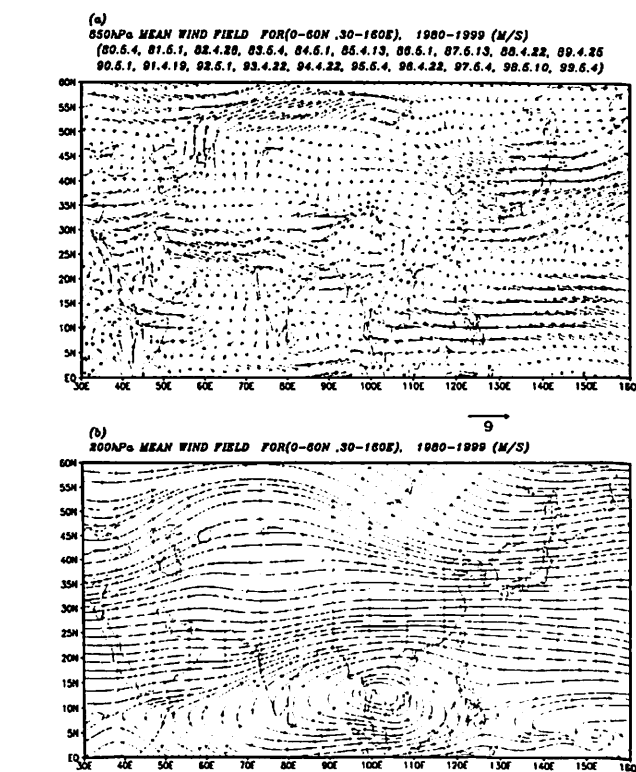 (a)
850hPa MEAN WIND FIELD FOR(0-60N ,30-160E), 1980-1999 (M/S)
(80.5.4, 81.5.1, 82.4.28, 83.5.4, 84.5.1, 85.4.13, 86.5.1, 87.5.13, 88.4.22, 89.4.25
90.5.1, 91.4.19, 92.5.1, 93.4.22, 94.4.22, 95.5.4, 96.4.22, 97.5.4, 98.5.10, 99.5.4)
60N
55N
50N
45N
40N
35N
30N
25N
20N
15N
10N
5N
EQ
30E 40E 50E 60E 70E 80E 90E 100E 110E 120E 130E 140E 150E 160
9
(b)
200hPa MEAN WIND FIELD FOR(0-60N ,30-160E), 1980-1999 (M/S)
60N
55N
50N
45N
40N
35N
30N
25N
20N
15N
10N
5N
EQ
30E 40E 50E 60E 70E 80E 90E 100E 110E 120E 130E 140E 150E 160